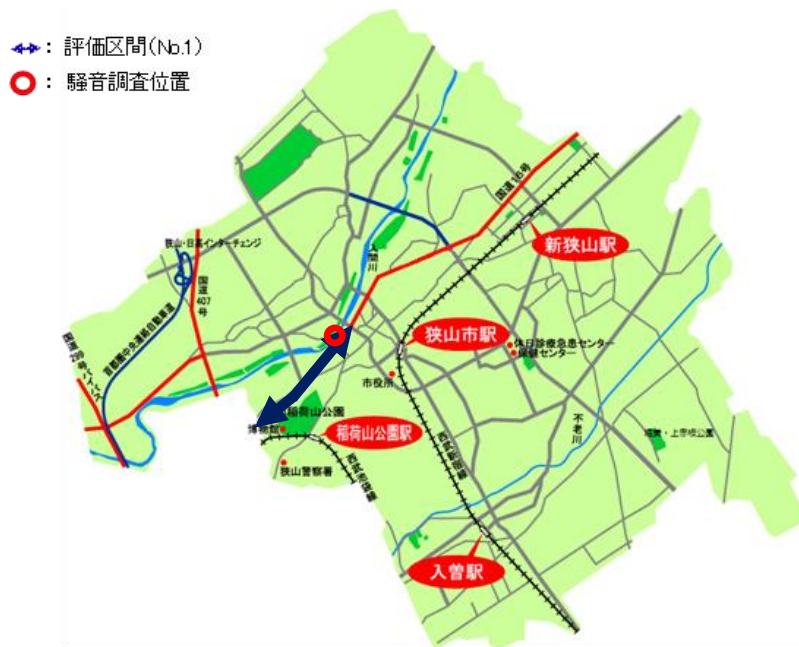 ：評価区間(No.1)
：騒音調査位置
国道16号
新狭山駅
狭山・日高インターチェンジ
入間川
国道407号
首都圏中央連絡自動車道
国道299号バイパス
狭山市駅
休日診療急患センター
保健センター
市役所
稲荷山公園
博物館
稲荷山公園駅
不老川
狭山警察署
西武池袋線
西武新宿線
入曽駅